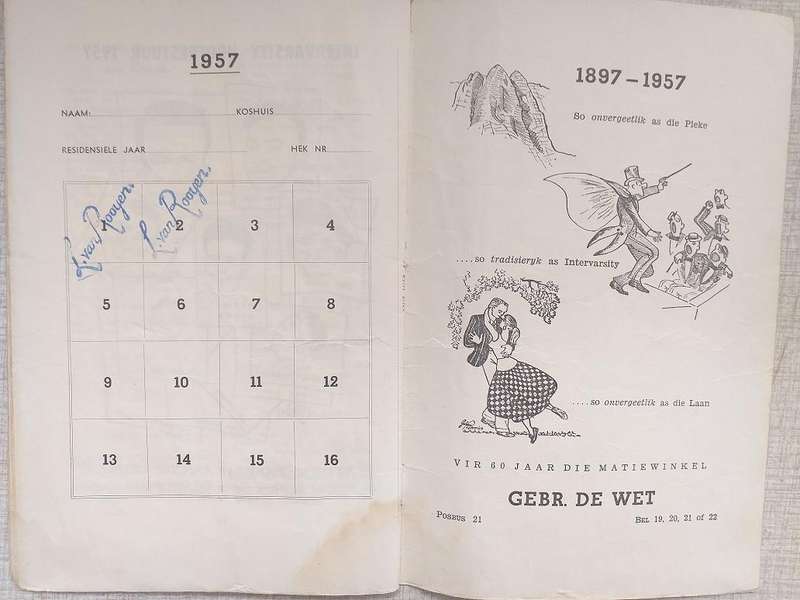 1957
NAAM:
KOSHUIS
RESIDENSIËLE JAAR
HEK NR
L. van Rooyen.
L. van Rooyen.
1 2 3 4
5 6 7 8
9 10 11 12
13 14 15 16
1897–1957
So onvergeetlik as die Pieke
....so tradisieryk as Intervarsity
....so onvergeetlik as die Laan
VIR 60 JAAR DIE MATIEWINKEL
GEBR. DE WET
POSBUS 21
BEL 19, 20, 21 of 22